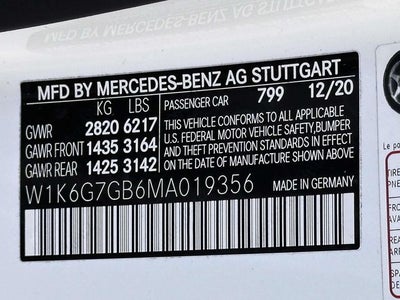 MFD BY MERCEDES-BENZ AG STUTTGART
KG LBS
PASSENGER CAR 799 12/20
GVWR 2820 6217
GAWR FRONT 1435 3164
GAWR REAR 1425 3142
THIS VEHICLE CONFORMS TO ALL APPLICABLE
U.S. FEDERAL MOTOR VEHICLE SAFETY,BUMPER
AND THEFT PREVENTION STANDARDS IN EFFECT
ON THE DATE OF MANUFACTURE SHOWN ABOVE
W1K6G7GB6MA019356 MADE IN GERMANY